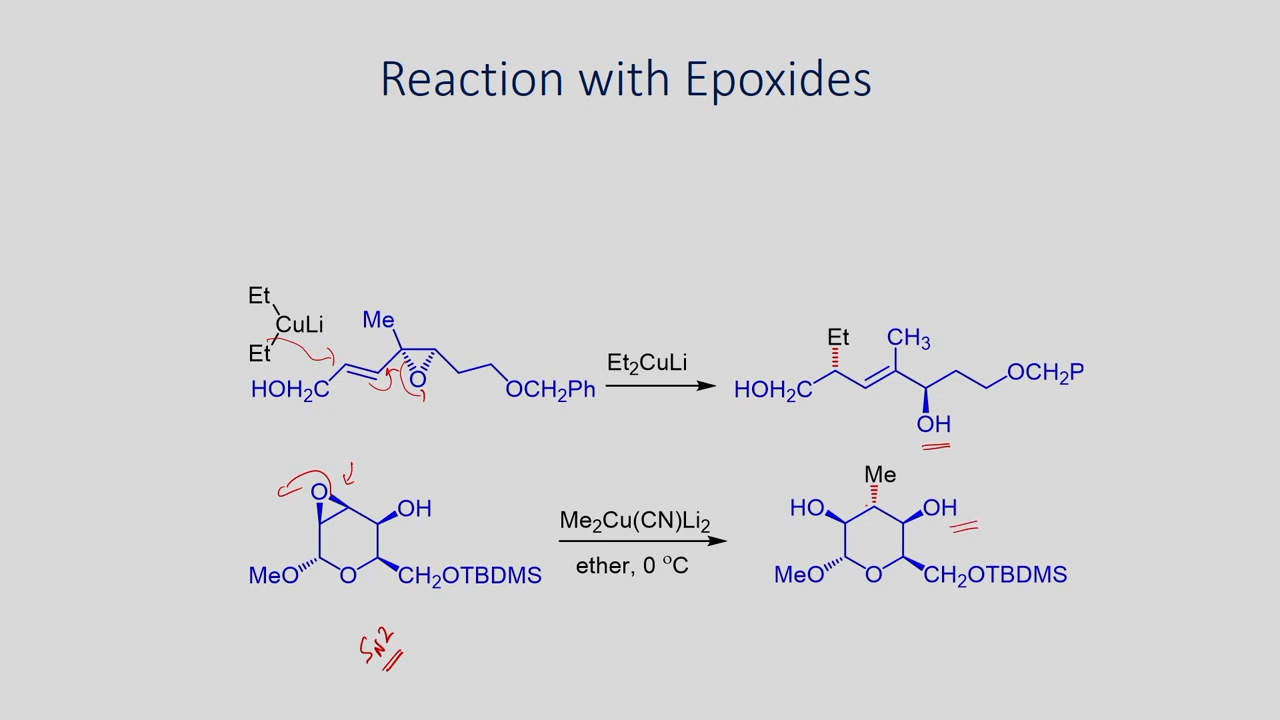 Reaction with Epoxides
Et
CuLi
Et
Me
HOH₂C
O
OCH₂Ph
Et₂CuLi
Et
CH₃
HOH₂C
OCH₂P
OH
O
OH
MeO
O
CH₂OTBDMS
Me₂Cu(CN)Li₂
ether, 0 °C
Me
HO
OH
MeO
O
CH₂OTBDMS
SN2